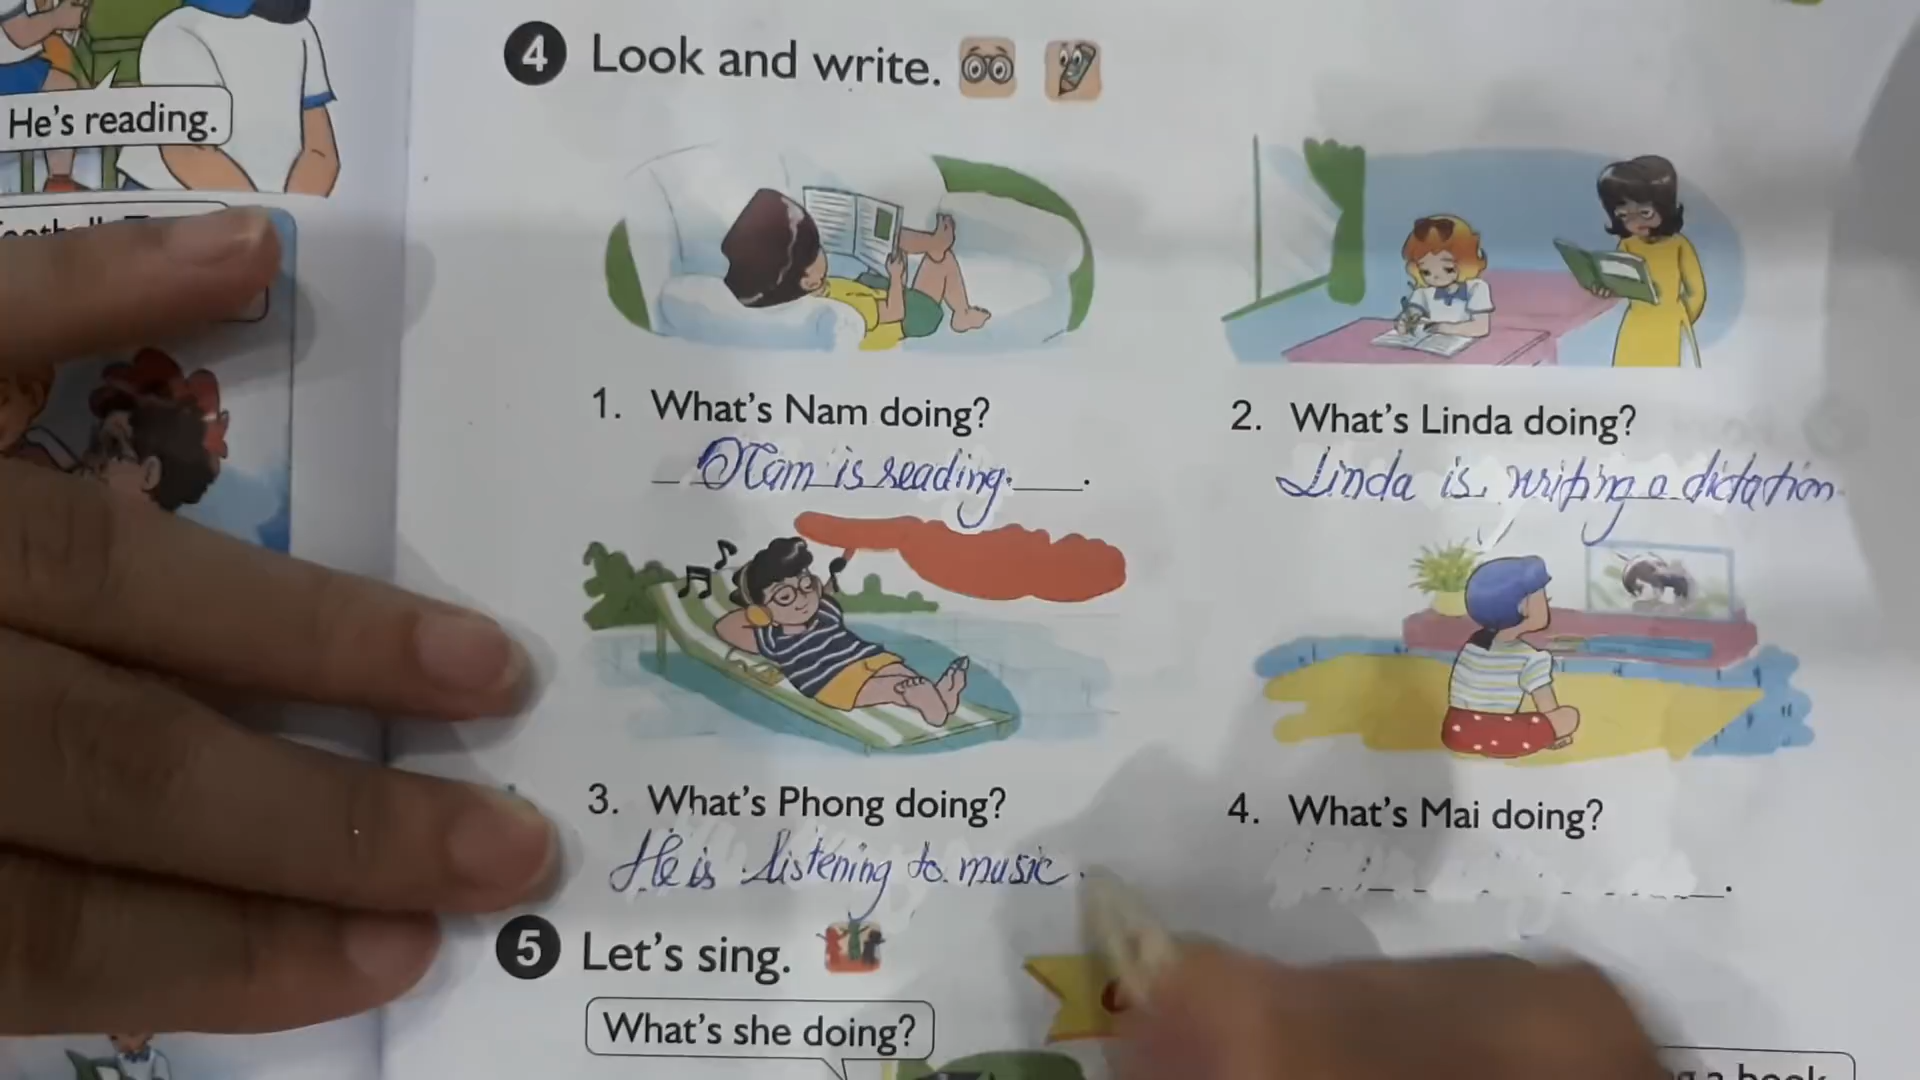 He's reading.
4 Look and write.
1. What's Nam doing?
Nam is reading.
2. What's Linda doing?
Linda is writing a dictation
3. What's Phong doing?
He is listening to music.
4. What's Mai doing?
5 Let's sing.
What's she doing?
a book